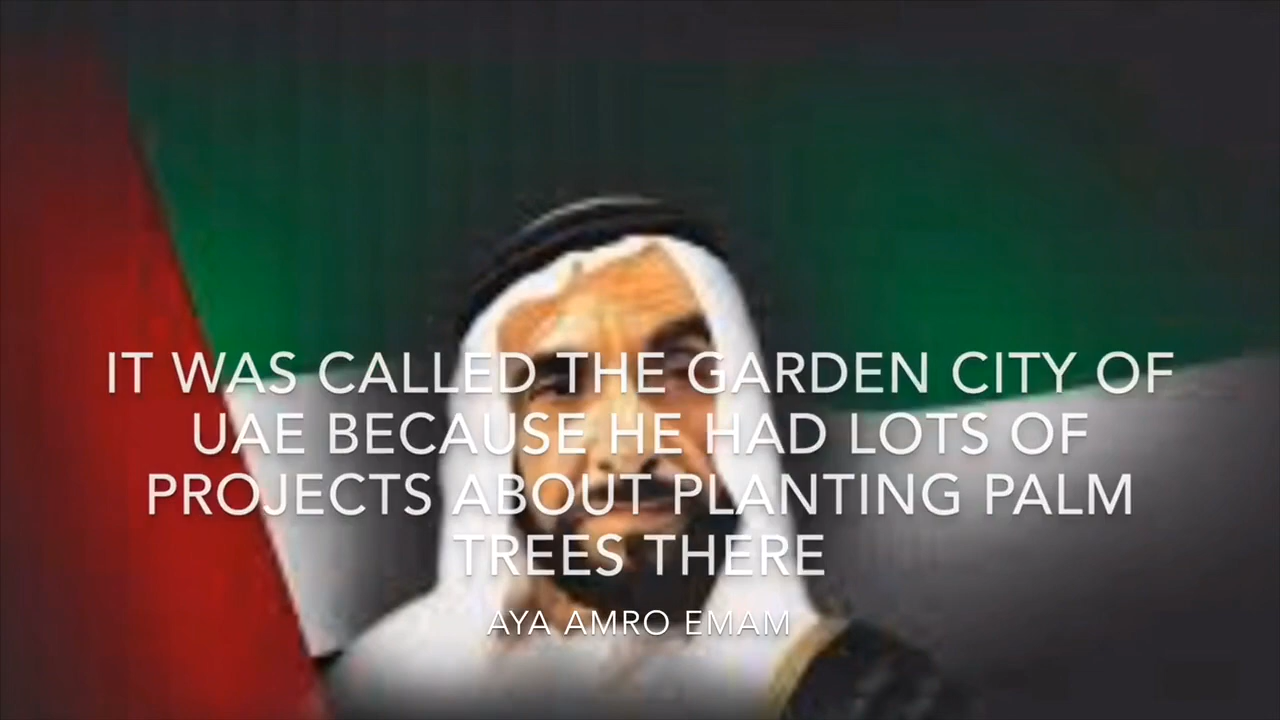 IT WAS CALLED THE GARDEN CITY OF
UAE BECAUSE HE HAD LOTS OF
PROJECTS ABOUT PLANTING PALM
TREES THERE
AYA AMRO EMAM